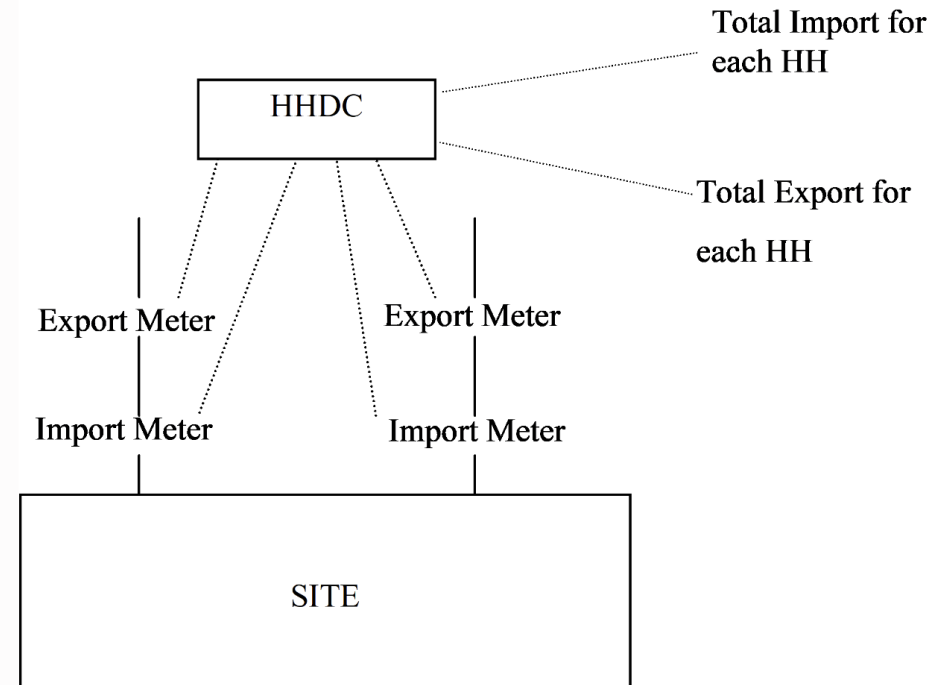 Total Import for
each HH
HHDC
Total Export for
each HH
Export Meter
Export Meter
Import Meter
Import Meter
SITE